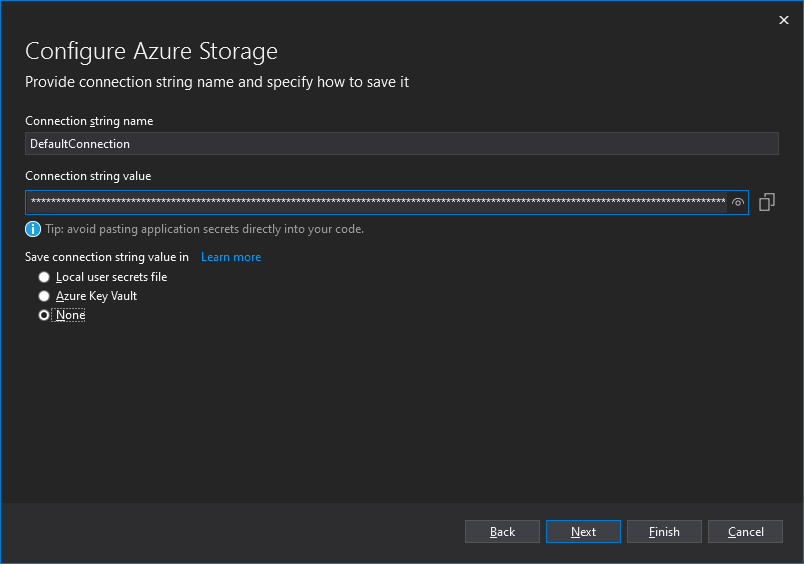 Configure Azure Storage
Provide connection string name and specify how to save it
Connection string name
DefaultConnection
Connection string value
Tip: avoid pasting application secrets directly into your code.
Save connection string value in Learn more
Local user secrets file
Azure Key Vault
None
Back Next Finish Cancel